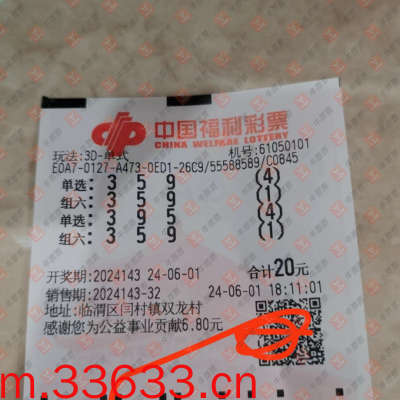 中国福利彩票
CHINA WELFARE LOTTERY
玩法:3D-单式 机号:61050101
E0A7-0127-A473-0ED1-26C9/55588589/C0845
单选: 3 5 9 (4)
组六: 3 5 9 (1)
单选: 3 9 5 (4)
组六: 3 5 9 (1)
开奖期:2024143 24-06-01 合计20元
销售期:2024143-32 24-06-01 18:11:01
地址:临渭区闫村镇双龙村
感谢您为公益事业贡献6.80元
m.33633.cn